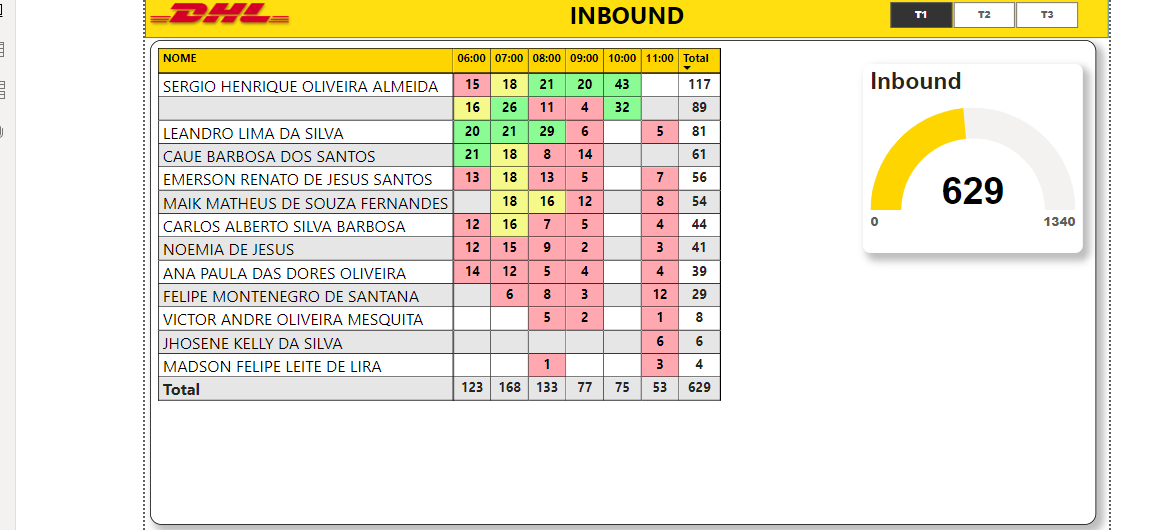 DHL INBOUND T1 T2 T3
NOME 06:00 07:00 08:00 09:00 10:00 11:00 Total
SERGIO HENRIQUE OLIVEIRA ALMEIDA 15 18 21 20 43 117
16 26 11 4 32 89
LEANDRO LIMA DA SILVA 20 21 29 6 5 81
CAUE BARBOSA DOS SANTOS 21 18 8 14 61
EMERSON RENATO DE JESUS SANTOS 13 18 13 5 7 56
MAIK MATHEUS DE SOUZA FERNANDES 18 16 12 8 54
CARLOS ALBERTO SILVA BARBOSA 12 16 7 5 4 44
NOEMIA DE JESUS 12 15 9 2 3 41
ANA PAULA DAS DORES OLIVEIRA 14 12 5 4 4 39
FELIPE MONTENEGRO DE SANTANA 6 8 3 12 29
VICTOR ANDRE OLIVEIRA MESQUITA 5 2 1 8
JHOSENE KELLY DA SILVA 6 6
MADSON FELIPE LEITE DE LIRA 1 3 4
Total 123 168 133 77 75 53 629
Inbound
629
0 1340